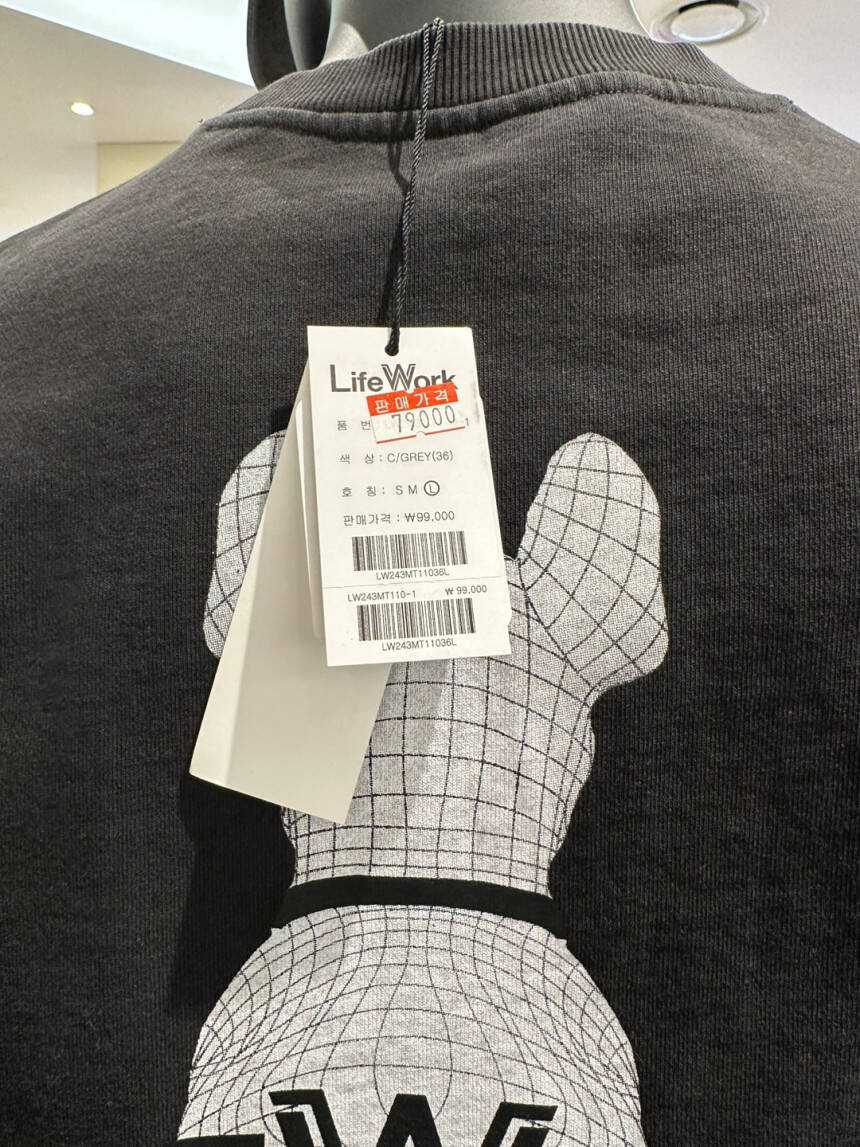 LifeWork
판매가격
품 번
79000
1
색 상 : C/GREY(36)
호 칭 : S M L
판매가격 : ₩99,000
LW243MT11036L
LW243MT110-1 ₩ 99,000
LW243MT11036L
W